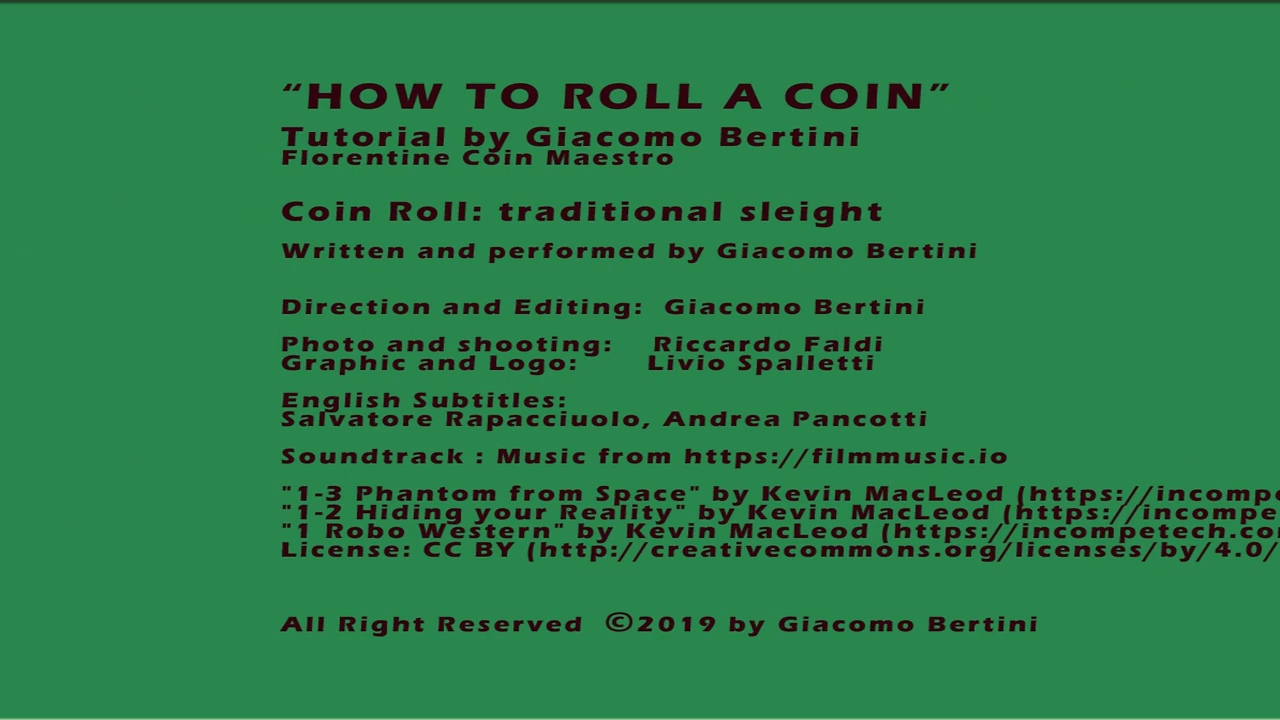 “HOW TO ROLL A COIN”
Tutorial by Giacomo Bertini
Florentine Coin Maestro
Coin Roll: traditional sleight
Written and performed by Giacomo Bertini
Direction and Editing: Giacomo Bertini
Photo and shooting: Riccardo Faldi
Graphic and Logo: Livio Spalletti
English Subtitles:
Salvatore Rapacciuolo, Andrea Pancotti
Soundtrack : Music from https://filmmusic.io
"1-3 Phantom from Space" by Kevin MacLeod (https://incompe
"1-2 Hiding your Reality" by Kevin MacLeod (https://incompe
"1 Robo Western" by Kevin MacLeod (https://incompetech.co
License: CC BY (http://creativecommons.org/licenses/by/4.0/
All Right Reserved ©2019 by Giacomo Bertini